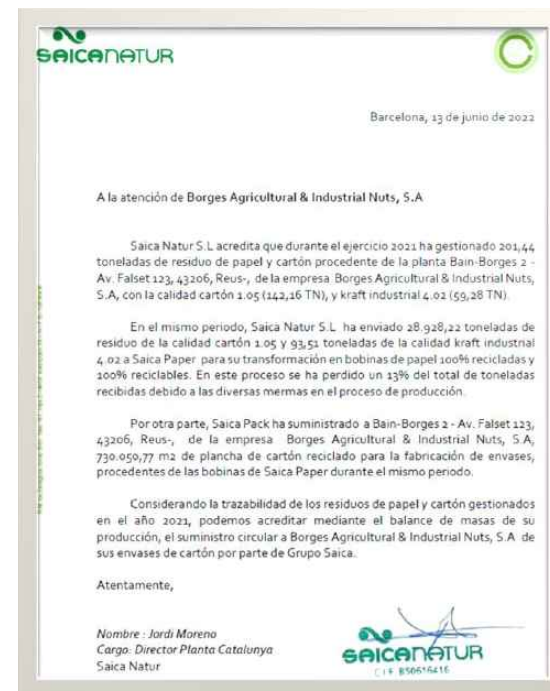 SAICANATUR
Barcelona, 13 de junio de 2022
A la atención de Borges Agricultural & Industrial Nuts, S.A
Saica Natur S.L acredita que durante el ejercicio 2021 ha gestionado 201,44
toneladas de residuo de papel y cartón procedente de la planta Bain-Borges 2 -
Av. Falset 123, 43206, Reus-, de la empresa Borges Agricultural & Industrial Nuts,
S.A, con la calidad cartón 1.05 (142,16 TN), y kraft industrial 4.02 (59,28 TN).
En el mismo periodo, Saica Natur S.L ha enviado 28.928,22 toneladas de
residuo de la calidad cartón 1.05 y 93,51 toneladas de la calidad kraft industrial
4.02 a Saica Paper para su transformación en bobinas de papel 100% recicladas y
100% reciclables. En este proceso se ha perdido un 13% del total de toneladas
recibidas debido a las diversas mermas en el proceso de producción.
Por otra parte, Saica Pack ha suministrado a Bain-Borges 2 - Av. Falset 123,
43206, Reus-, de la empresa Borges Agricultural & Industrial Nuts, S.A,
730.050,77 m2 de plancha de cartón reciclado para la fabricación de envases,
procedentes de las bobinas de Saica Paper durante el mismo periodo.
Considerando la trazabilidad de los residuos de papel y cartón gestionados
en el año 2021, podemos acreditar mediante el balance de masas de su
producción, el suministro circular a Borges Agricultural & Industrial Nuts, S.A de
sus envases de cartón por parte de Grupo Saica.
Atentamente,
Nombre : Jordi Moreno
Cargo: Director Planta Catalunya
Saica Natur
SAICANATUR
CIF B50616416